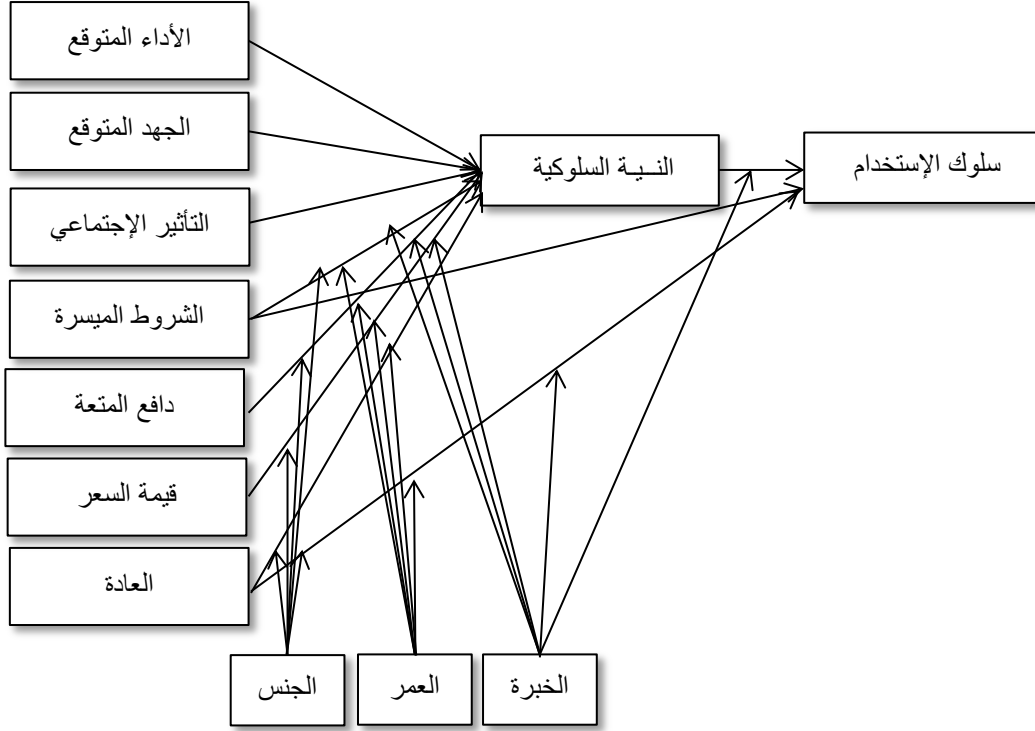 الأداء المتوقع
الجهد المتوقع
التأثير الإجتماعي
الشروط الميسرة
دافع المتعة
قيمة السعر
العادة
النــيـة السلوكية
سلوك الإستخدام
الجنس
العمر
الخبرة